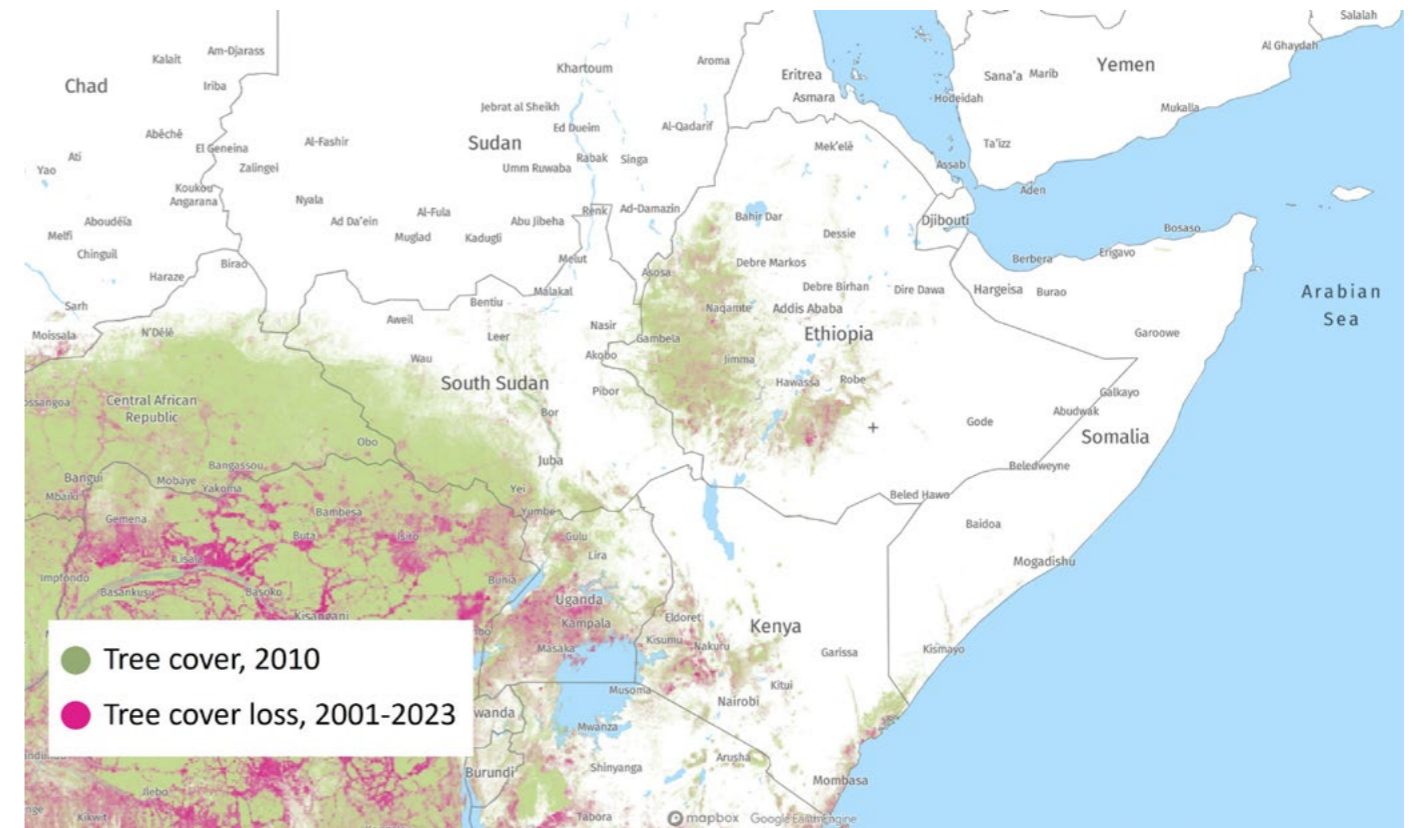 Salalah
Am-Djarass
Al Ghaydah
Kalait
Aroma
Yemen
Khartoum
Eritrea
Sana'a
Marib
Chad
Iriba
Asmara
Hodeidah
Jebrat al Sheikh
Mukalla
Ed Dueim
Al-Qadarif
Abéché
Al-Fashir
Sudan
Ta'izz
El Geneina
Mek'elē
Ati
Rabak
Singa
Yao
Zalingei
Umm Ruwaba
Assab
Koukou
Angarana
Aden
Nyala
Al-Fula
Renk
Ad-Damazin
Bahir Dar
Djibouti
Aboudéïa
Ad Da'ein
Abu Jibeha
Bosaso
Melfi
Muglad
Kadugli
Dessie
Chinguil
Birao
Melut
Debre Markos
Berbera
Erigavo
Haraze
Asosa
Debre Birhan
Dire Dawa
Hargeisa
Burao
Arabian
Sea
Sarh
Bentiu
Malakal
Naqamte
Addis Ababa
Moissala
N'Délé
Aweil
Leer
Nasir
Gambela
Ethiopia
Garoowe
Wau
Akobo
Jimma
South Sudan
Pibor
Hawassa
Robe
Galkayo
Central African
Republic
Bor
Abudwak
Gode
Somalia
Obo
Juba
Beledweyne
Bangui
Bangassou
Mobaye
Yakoma
Yei
Beled Hawo
Mbaiki
Bambesa
Yumbe
Baidoa
Gemena
Buta
Isiro
Gulu
Lira
Mogadishu
Lisala
Impfondo
Bunia
Basankusu
Basoko
Uganda
Kisangani
Kampala
Eldoret
Kenya
Kisumu
Nakuru
Masaka
Garissa
Kismayo
Tree cover, 2010
Tree cover loss, 2001-2023
Musoma
Kitui
Nairobi
Mwanza
Burundi
Shinyanga
Arusha
Mombasa
Ilebo
Kikwit
Tabora
mapbox
Google Earth Engine